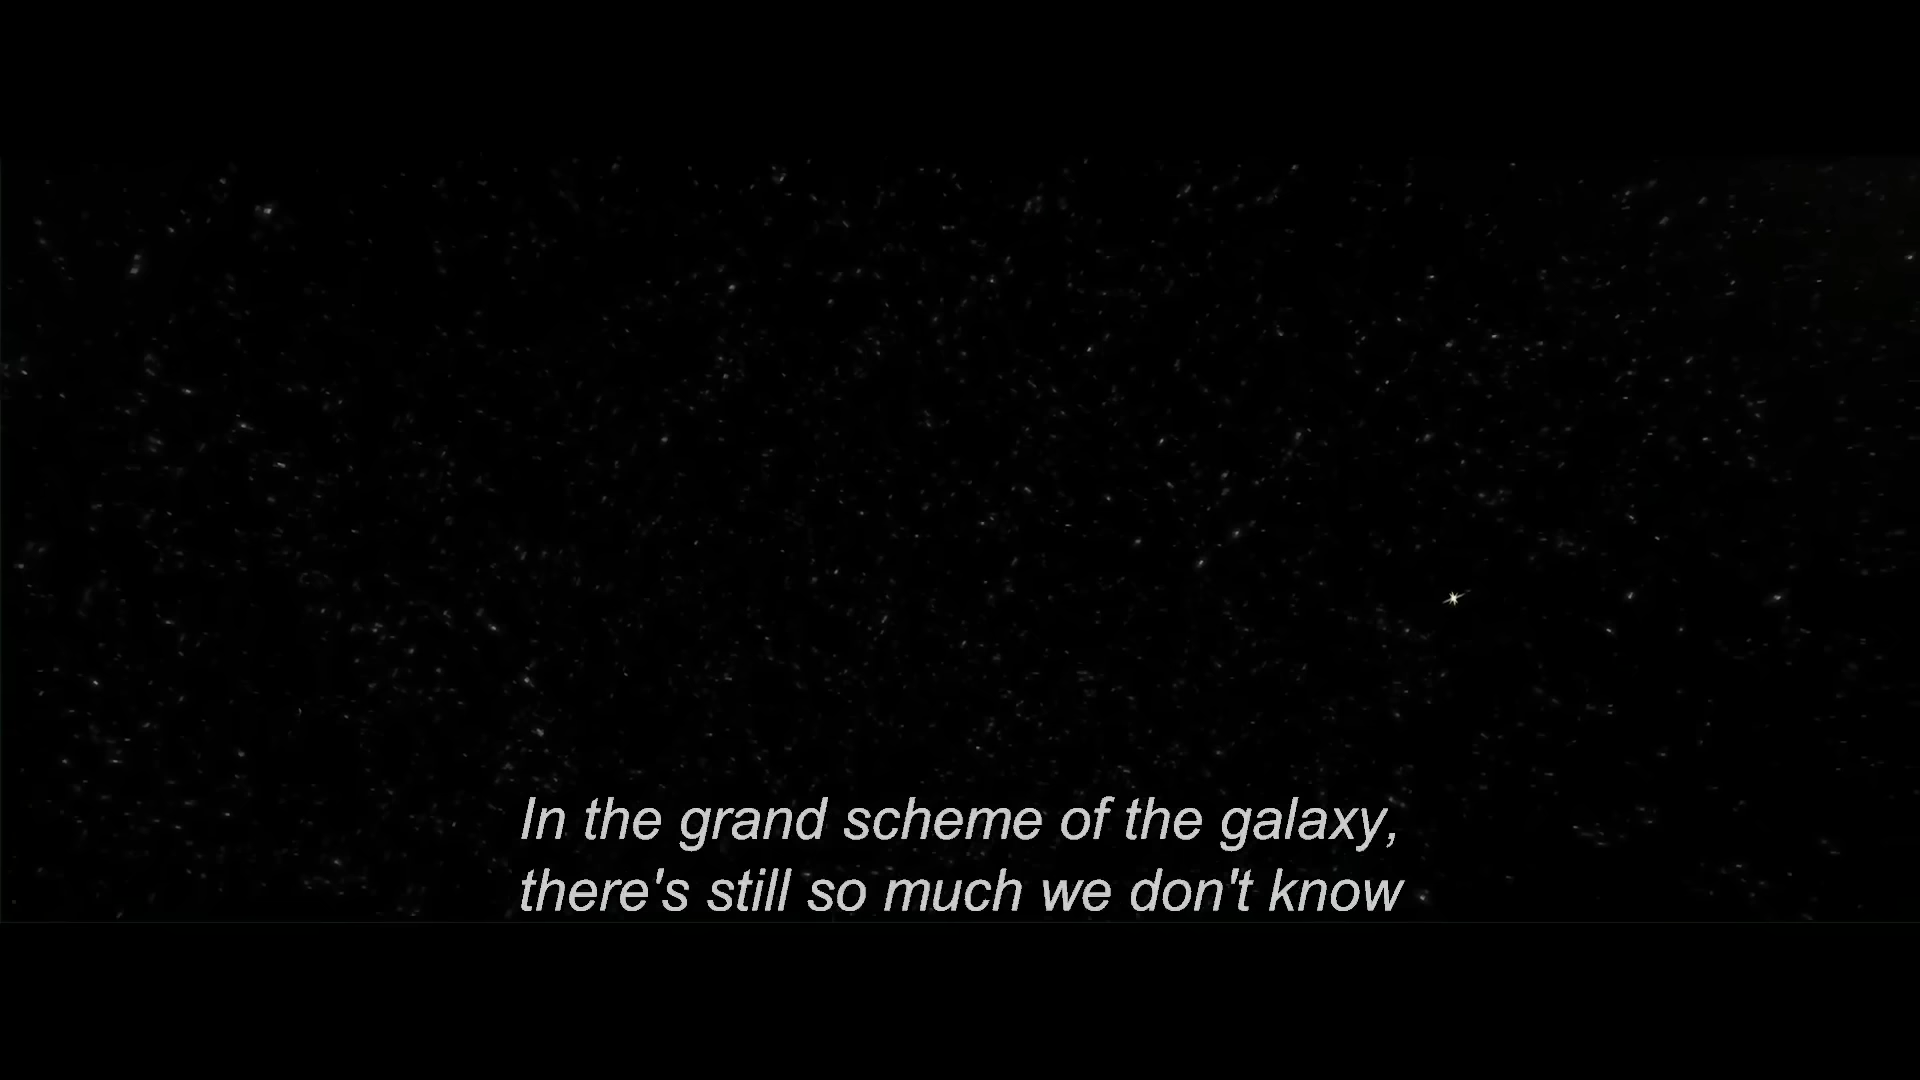 In the grand scheme of the galaxy,
there's still so much we don't know